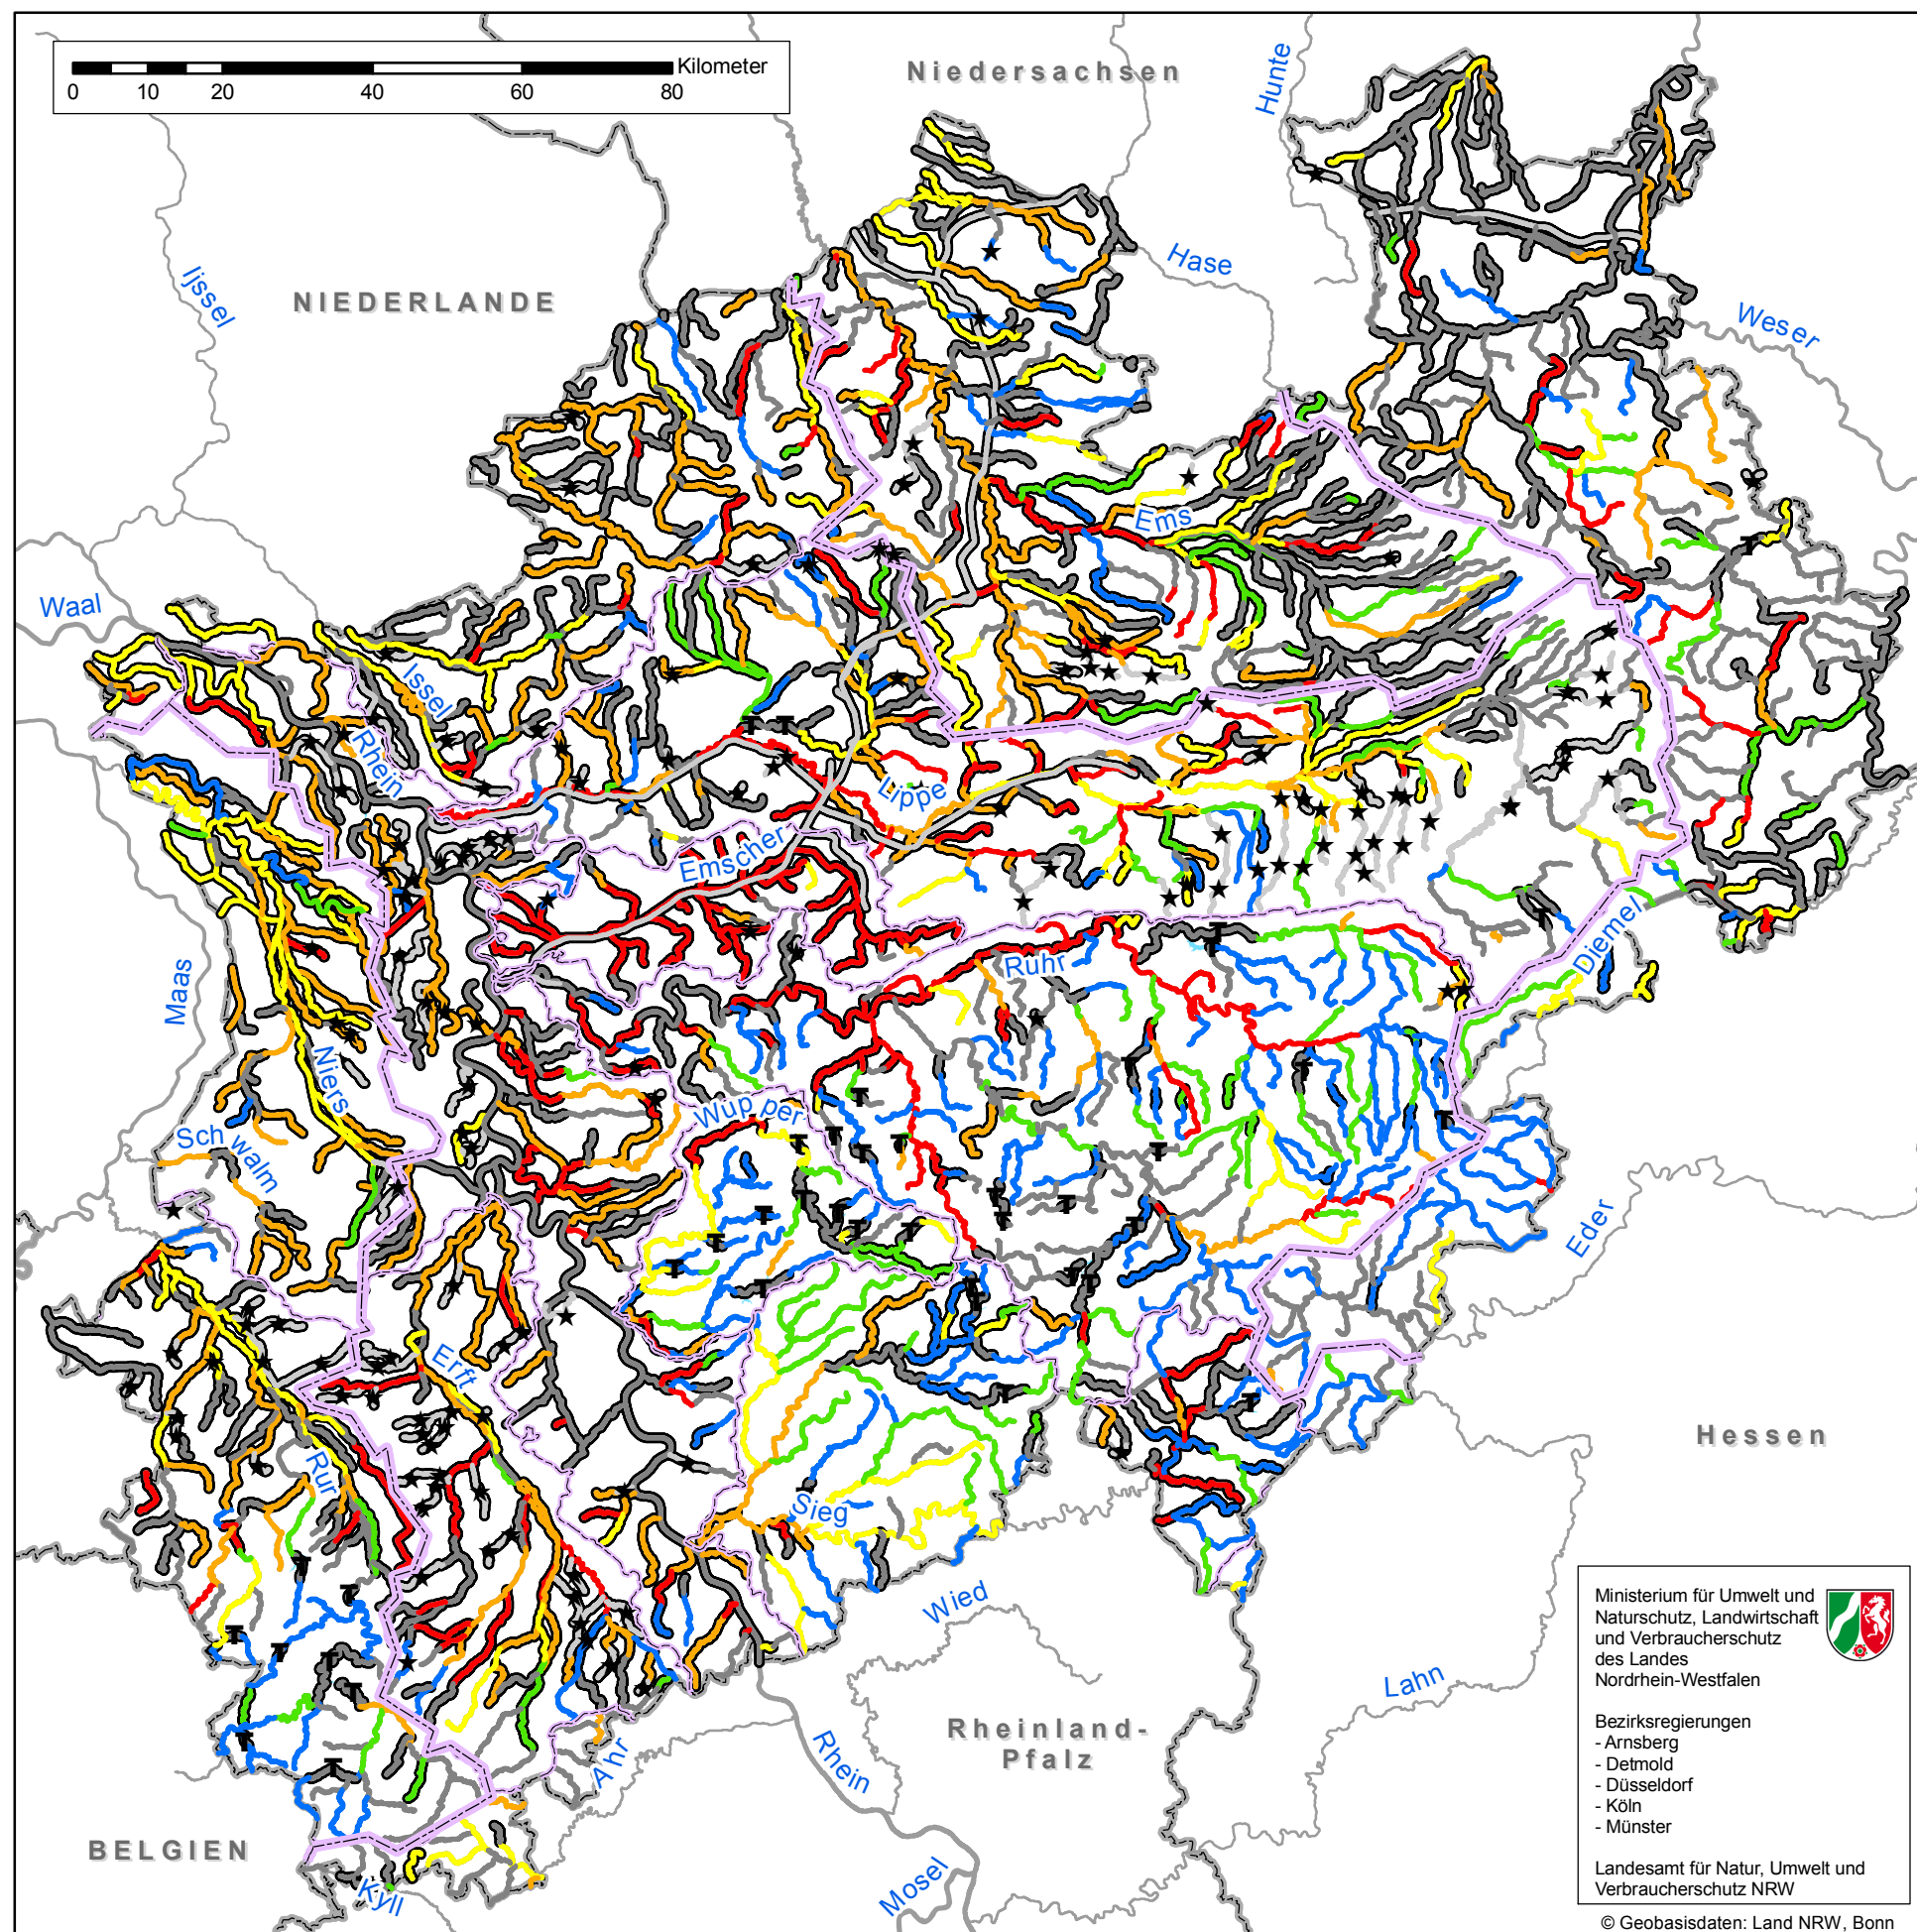 Kilometer
0 10 20 40 60 80
Niedersachsen
Hunte
Ijssel
NIEDERLANDE
Hase
Weser
Ems
Waal
Issel
Rhein
Lippe
Emscher
Maas
Ruhr
Diemel
Niers
Wupper
Schwalm
Eder
Erft
Hessen
Rur
Sieg
Wied
Lahn
Rheinland-
Pfalz
Ahr
Rhein
BELGIEN
Kyll
Mosel
Ministerium für Umwelt und
Naturschutz, Landwirtschaft
und Verbraucherschutz
des Landes
Nordrhein-Westfalen
Bezirksregierungen
- Arnsberg
- Detmold
- Düsseldorf
- Köln
- Münster
Landesamt für Natur, Umwelt und
Verbraucherschutz NRW
© Geobasisdaten: Land NRW, Bonn